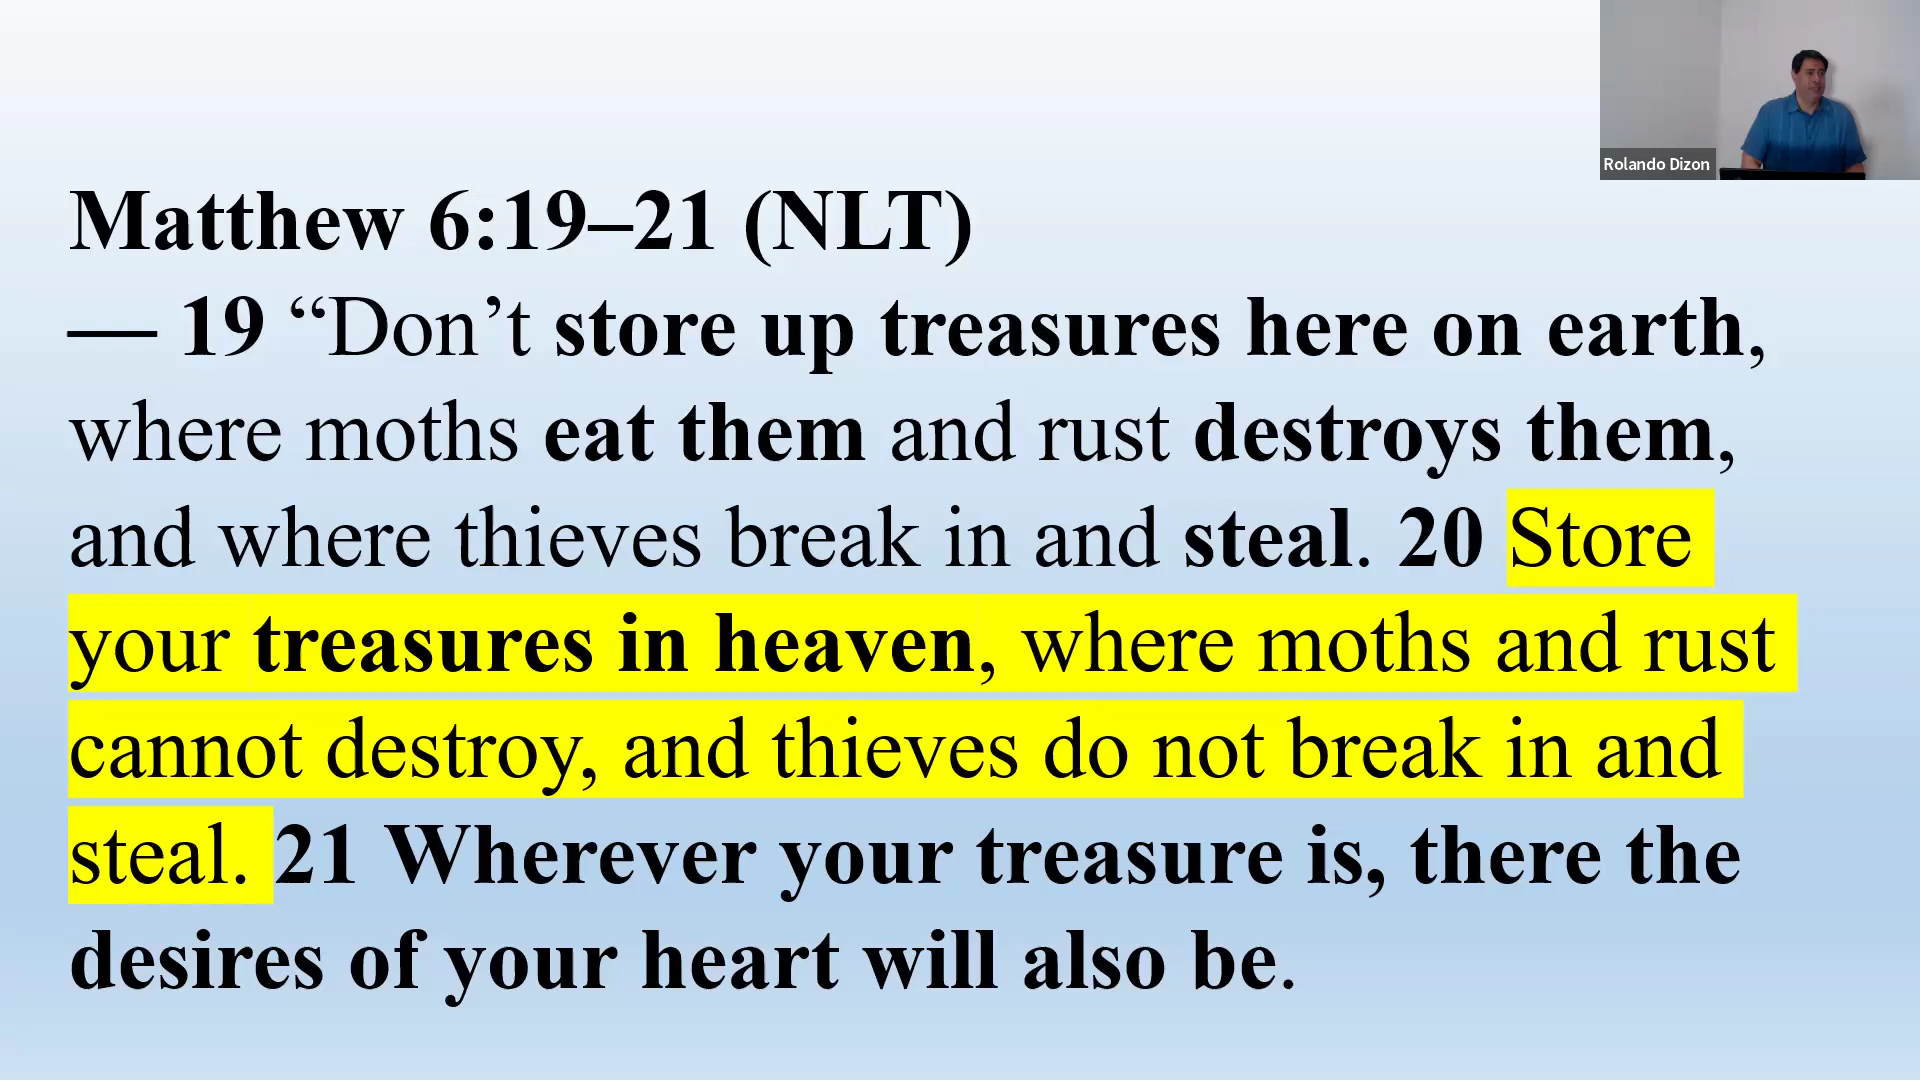 Rolando Dizon
Matthew 6:19–21 (NLT)
— 19 “Don’t store up treasures here on earth,
where moths eat them and rust destroys them,
and where thieves break in and steal. 20 Store
your treasures in heaven, where moths and rust
cannot destroy, and thieves do not break in and
steal. 21 Wherever your treasure is, there the
desires of your heart will also be.